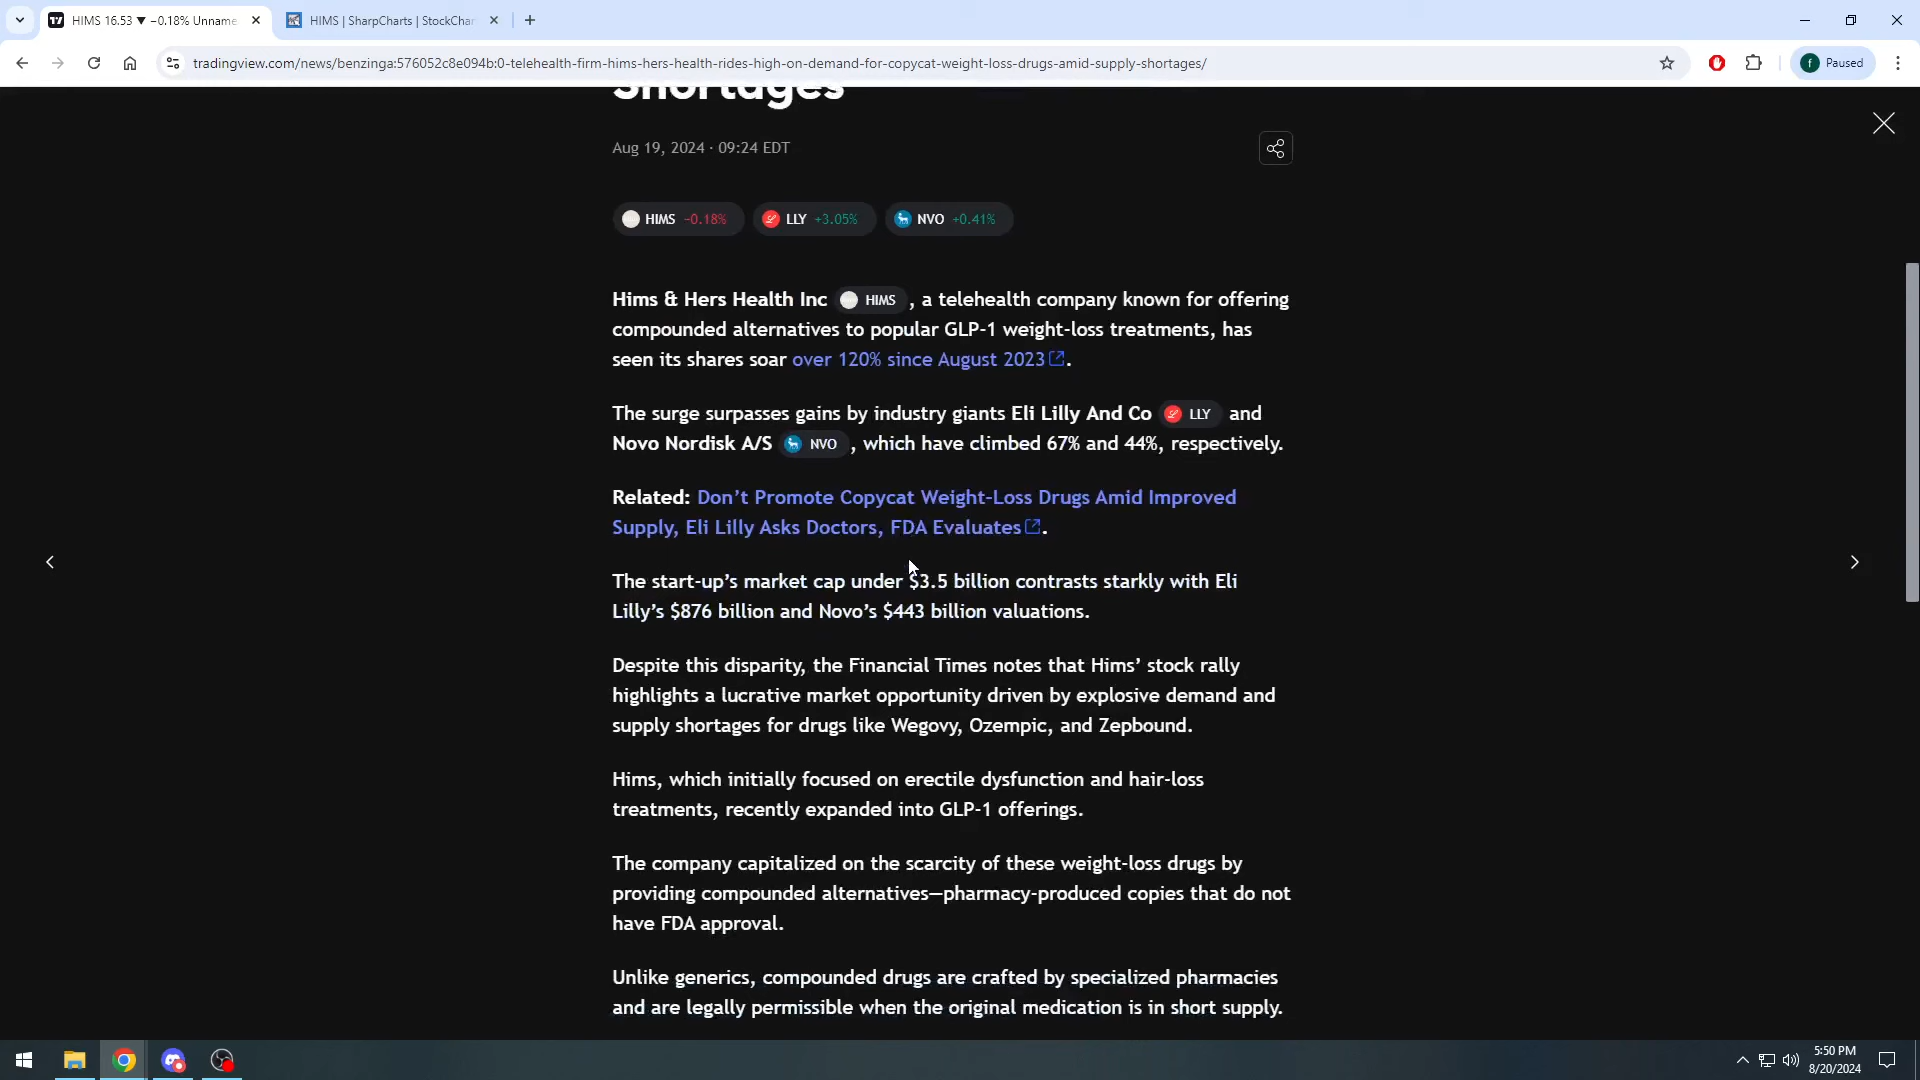 HIMS 16.53 ▼ −0.18% Unname
HIMS | SharpCharts | StockChar
tradingview.com/news/benzinga:576052c8e094b:0-telehealth-firm-hims-hers-health-rides-high-on-demand-for-copycat-weight-loss-drugs-amid-supply-shortages/
f Paused
Shortages
Aug 19, 2024 · 09:24 EDT
HIMS −0.18% LLY +3.05% NVO +0.41%
Hims & Hers Health Inc HIMS , a telehealth company known for offering
compounded alternatives to popular GLP-1 weight-loss treatments, has
seen its shares soar over 120% since August 2023.
The surge surpasses gains by industry giants Eli Lilly And Co LLY and
Novo Nordisk A/S NVO , which have climbed 67% and 44%, respectively.
Related: Don’t Promote Copycat Weight-Loss Drugs Amid Improved
Supply, Eli Lilly Asks Doctors, FDA Evaluates.
The start-up’s market cap under $3.5 billion contrasts starkly with Eli
Lilly’s $876 billion and Novo’s $443 billion valuations.
Despite this disparity, the Financial Times notes that Hims’ stock rally
highlights a lucrative market opportunity driven by explosive demand and
supply shortages for drugs like Wegovy, Ozempic, and Zepbound.
Hims, which initially focused on erectile dysfunction and hair-loss
treatments, recently expanded into GLP-1 offerings.
The company capitalized on the scarcity of these weight-loss drugs by
providing compounded alternatives—pharmacy-produced copies that do not
have FDA approval.
Unlike generics, compounded drugs are crafted by specialized pharmacies
and are legally permissible when the original medication is in short supply.
5:50 PM
8/20/2024